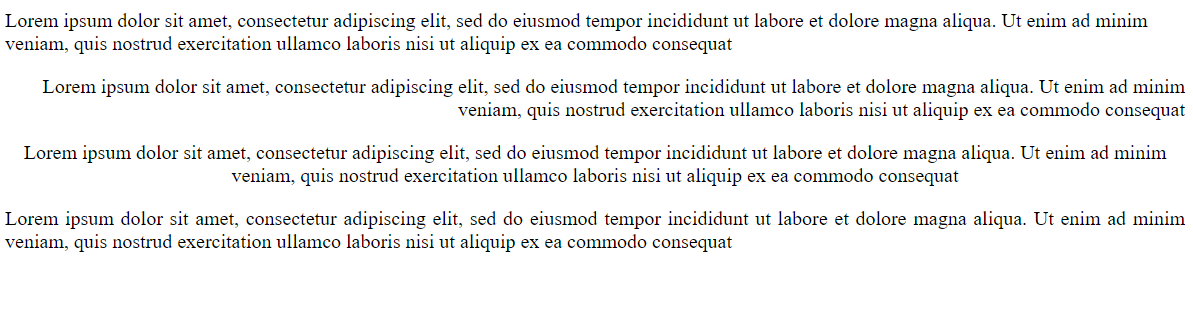 Lorem ipsum dolor sit amet, consectetur adipiscing elit, sed do eiusmod tempor incididunt ut labore et dolore magna aliqua. Ut enim ad minim
veniam, quis nostrud exercitation ullamco laboris nisi ut aliquip ex ea commodo consequat
Lorem ipsum dolor sit amet, consectetur adipiscing elit, sed do eiusmod tempor incididunt ut labore et dolore magna aliqua. Ut enim ad minim
veniam, quis nostrud exercitation ullamco laboris nisi ut aliquip ex ea commodo consequat
Lorem ipsum dolor sit amet, consectetur adipiscing elit, sed do eiusmod tempor incididunt ut labore et dolore magna aliqua. Ut enim ad minim
veniam, quis nostrud exercitation ullamco laboris nisi ut aliquip ex ea commodo consequat
Lorem ipsum dolor sit amet, consectetur adipiscing elit, sed do eiusmod tempor incididunt ut labore et dolore magna aliqua. Ut enim ad minim
veniam, quis nostrud exercitation ullamco laboris nisi ut aliquip ex ea commodo consequat